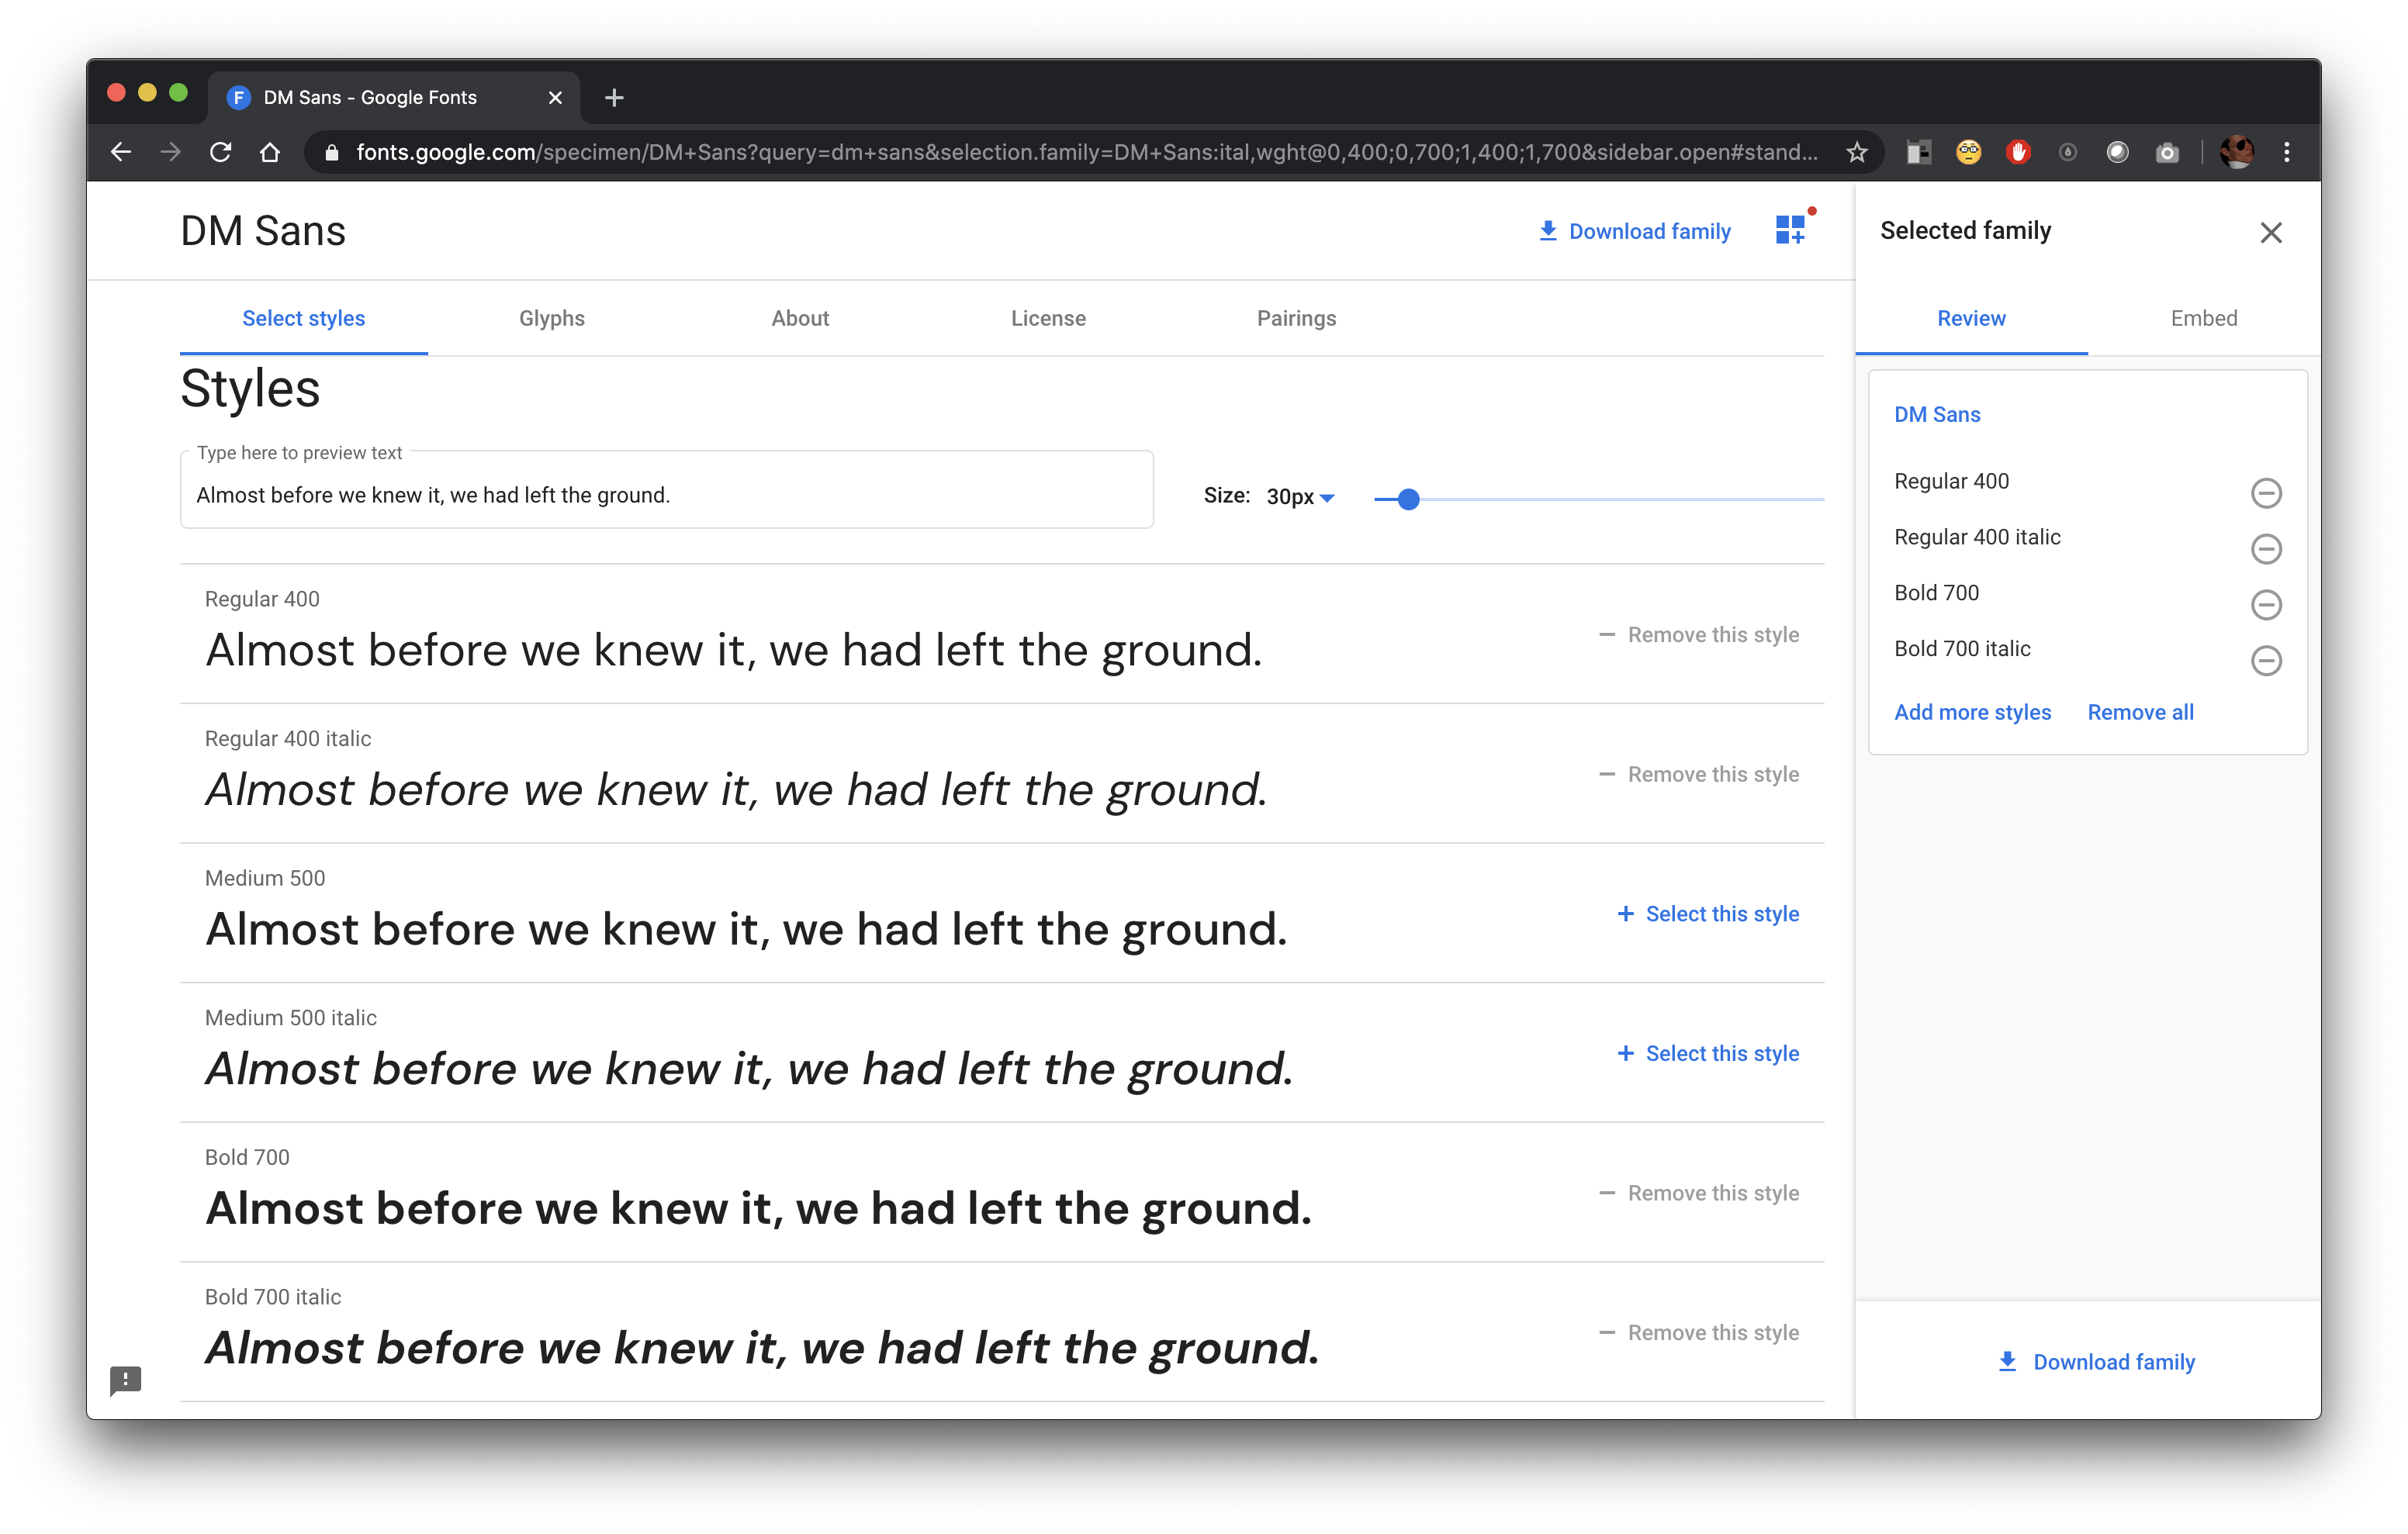 DM Sans - Google Fonts
fonts.google.com/specimen/DM+Sans?query=dm+sans&selection.family=DM+Sans:ital,wght@0,400;0,700;1,400;1,700&sidebar.open#stand...
DM Sans
Download family
Select styles
Glyphs
About
License
Pairings
Styles
Type here to preview text
Almost before we knew it, we had left the ground.
Size: 30px
Regular 400
Almost before we knew it, we had left the ground.
Remove this style
Regular 400 italic
Almost before we knew it, we had left the ground.
Remove this style
Medium 500
Almost before we knew it, we had left the ground.
Select this style
Medium 500 italic
Almost before we knew it, we had left the ground.
Select this style
Bold 700
Almost before we knew it, we had left the ground.
Remove this style
Bold 700 italic
Almost before we knew it, we had left the ground.
Remove this style
Selected family
Review
Embed
DM Sans
Regular 400
Regular 400 italic
Bold 700
Bold 700 italic
Add more styles
Remove all
Download family